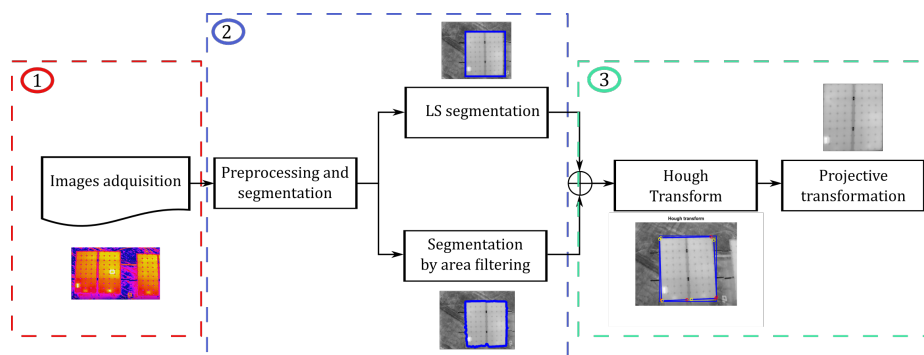 1
Images adquisition
2
Preprocessing and
segmentation
LS segmentation
Segmentation
by area filtering
3
Hough
Transform
Hough transform
Projective
transformation